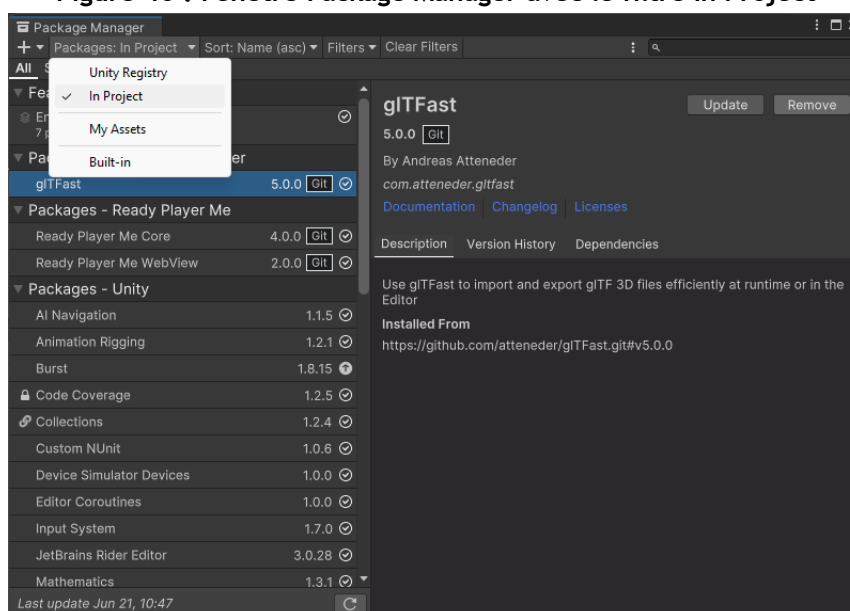 Package Manager
+ Packages: In Project Sort: Name (asc) Filters Clear Filters
All
Unity Registry
In Project
My Assets
Built-in
glTFast
Update
Remove
5.0.0 Git
By Andreas Atteneder
com.atteneder.gltfast
Documentation Changelog Licenses
Description Version History Dependencies
Use glTFast to import and export glTF 3D files efficiently at runtime or in the
Editor
Installed From
https://github.com/atteneder/glTFast.git#v5.0.0
glTFast 5.0.0 Git
Packages - Ready Player Me
Ready Player Me Core 4.0.0 Git
Ready Player Me WebView 2.0.0 Git
Packages - Unity
AI Navigation 1.1.5
Animation Rigging 1.2.1
Burst 1.8.15
Code Coverage 1.2.5
Collections 1.2.4
Custom NUnit 1.0.6
Device Simulator Devices 1.0.0
Editor Coroutines 1.0.0
Input System 1.7.0
JetBrains Rider Editor 3.0.28
Mathematics 1.3.1
Last update Jun 21, 10:47